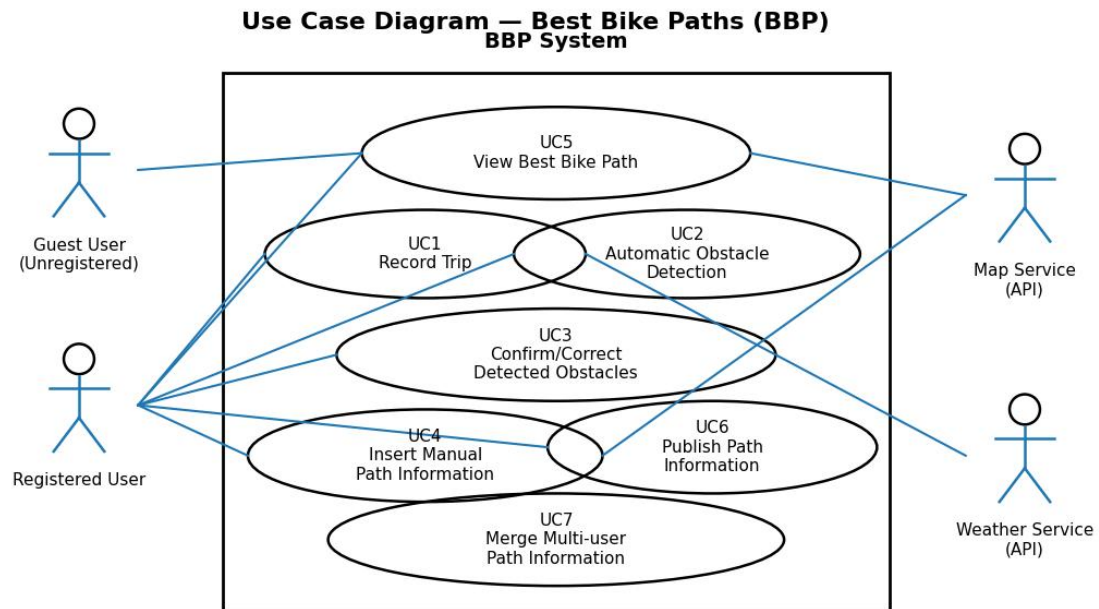 Use Case Diagram — Best Bike Paths (BBP)
BBP System
UC5
View Best Bike Path
Guest User
(Unregistered)
UC1
Record Trip
UC2
Automatic Obstacle
Detection
Map Service
(API)
UC3
Confirm/Correct
Detected Obstacles
Registered User
UC4
Insert Manual
Path Information
UC6
Publish Path
Information
Weather Service
(API)
UC7
Merge Multi-user
Path Information